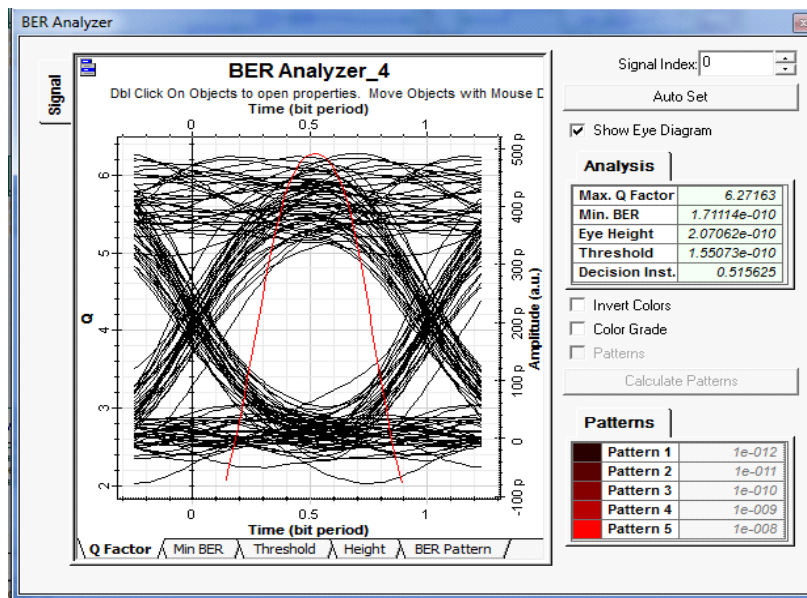 BER Analyzer
Signal
BER Analyzer_4
Dbl Click On Objects to open properties. Move Objects with Mouse D
Time (bit period)
0 0.5 1
Q
6
5
4
3
2
Amplitude (a.u.)
500 p
400 p
300 p
200 p
100 p
0
-100 p
0 0.5 1
Time (bit period)
Q Factor Min BER Threshold Height BER Pattern
Signal Index: 0
Auto Set
Show Eye Diagram
Analysis
Max. Q Factor 6.27163
Min. BER 1.71114e-010
Eye Height 2.07062e-010
Threshold 1.55073e-010
Decision Inst. 0.515625
Invert Colors
Color Grade
Patterns
Calculate Patterns
Patterns
Pattern 1 1e-012
Pattern 2 1e-011
Pattern 3 1e-010
Pattern 4 1e-009
Pattern 5 1e-008